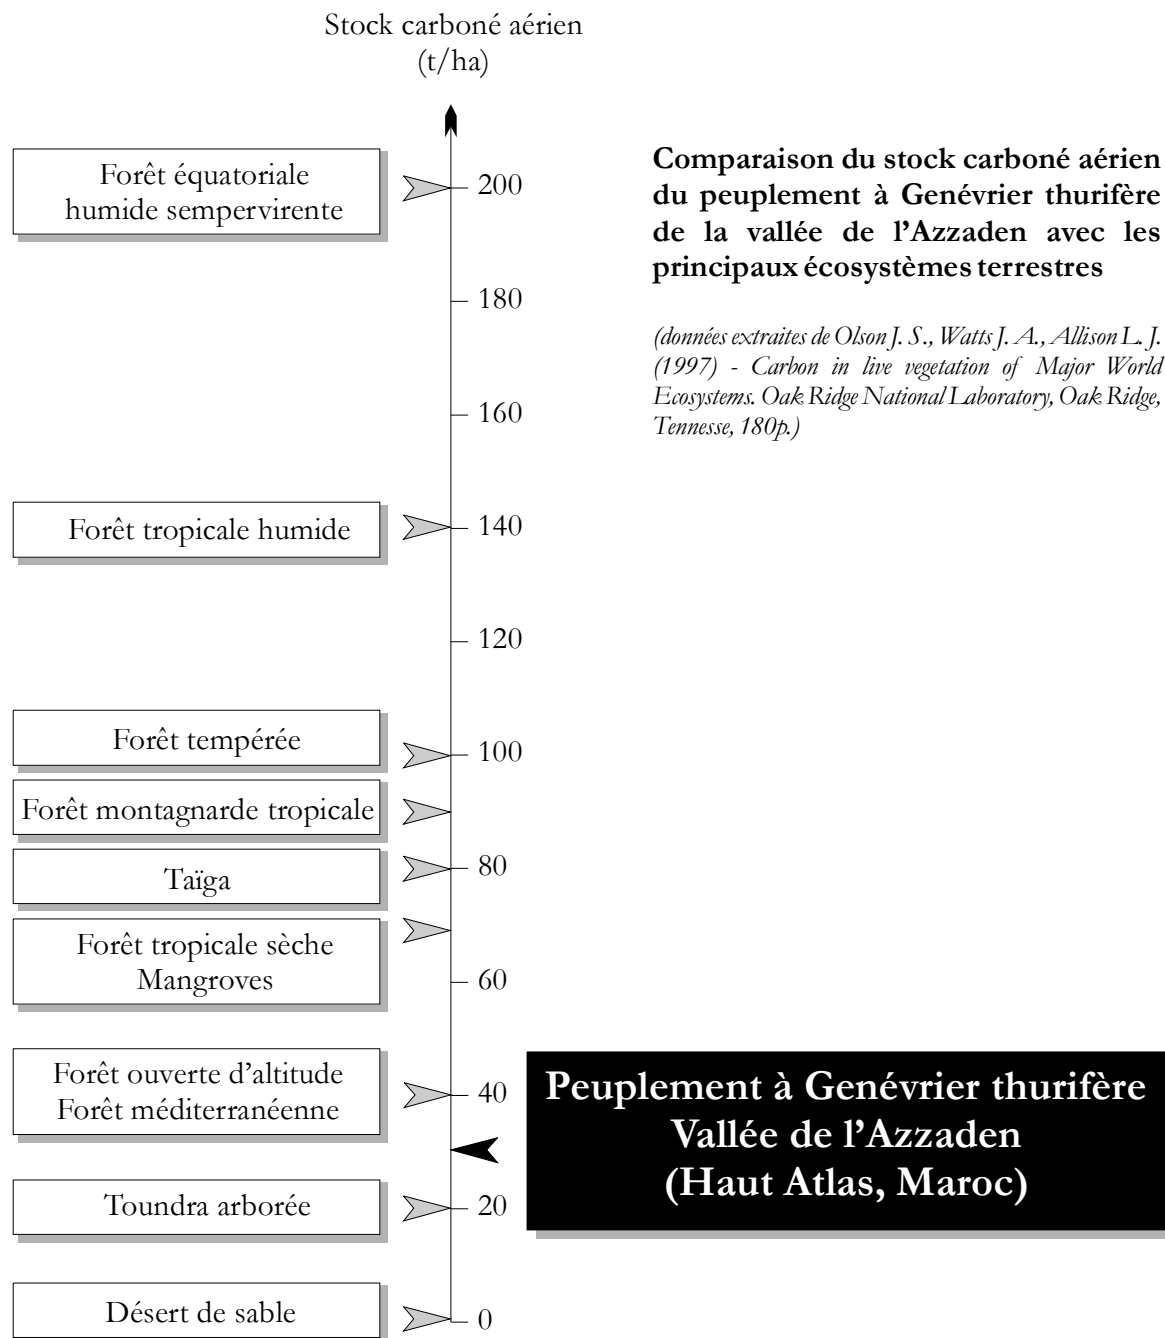 Stock carboné aérien
(t/ha)
Comparaison du stock carboné aérien
du peuplement à Genévrier thurifère
de la vallée de l'Azzaden avec les
principaux écosystèmes terrestres
(données extraites de Olson J. S., Watts J. A., Allison L. J.
(1997) - Carbon in live vegetation of Major World
Ecosystems. Oak Ridge National Laboratory, Oak Ridge,
Tennesse, 180p.)
Forêt équatoriale
humide sempervirente
200
180
160
Forêt tropicale humide
140
120
Forêt tempérée
100
Forêt montagnarde tropicale
Taïga
80
Forêt tropicale sèche
Mangroves
60
Forêt ouverte d'altitude
Forêt méditerranéenne
40
Peuplement à Genévrier thurifère
Vallée de l'Azzaden
(Haut Atlas, Maroc)
Toundra arborée
20
Désert de sable
0